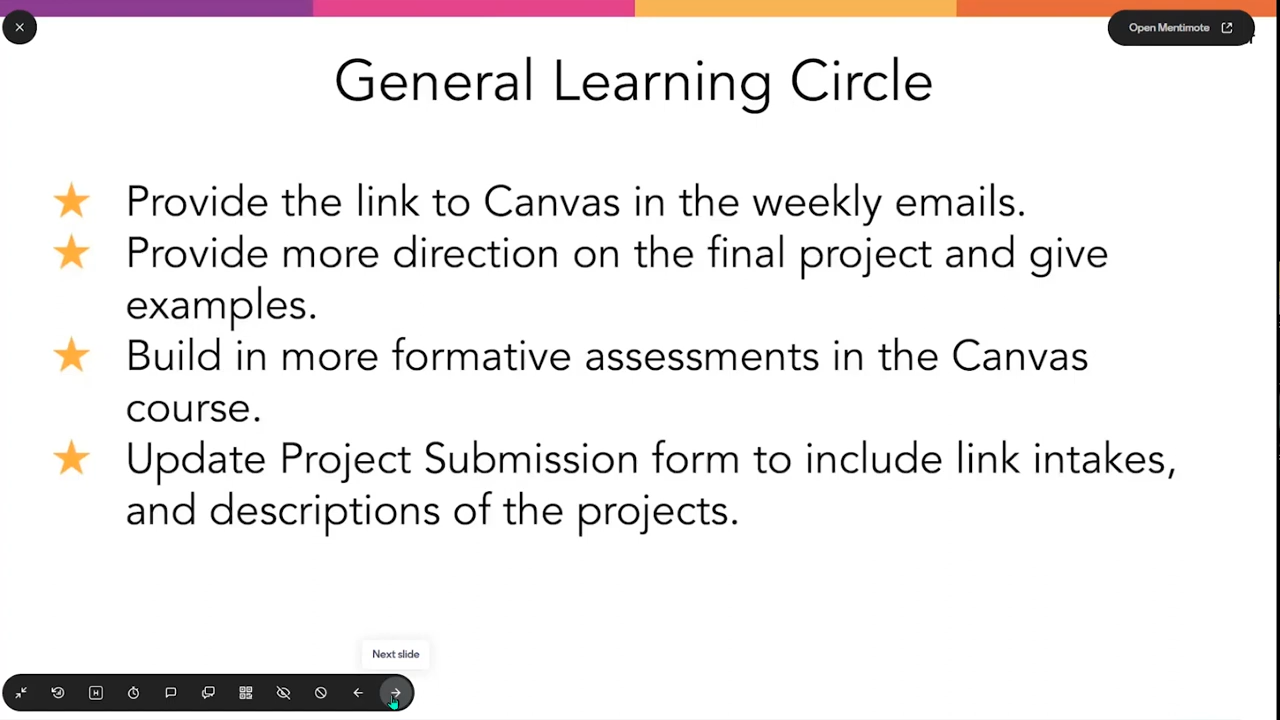 Open Mentimote
General Learning Circle
Provide the link to Canvas in the weekly emails.
Provide more direction on the final project and give
examples.
Build in more formative assessments in the Canvas
course.
Update Project Submission form to include link intakes,
and descriptions of the projects.
Next slide
H